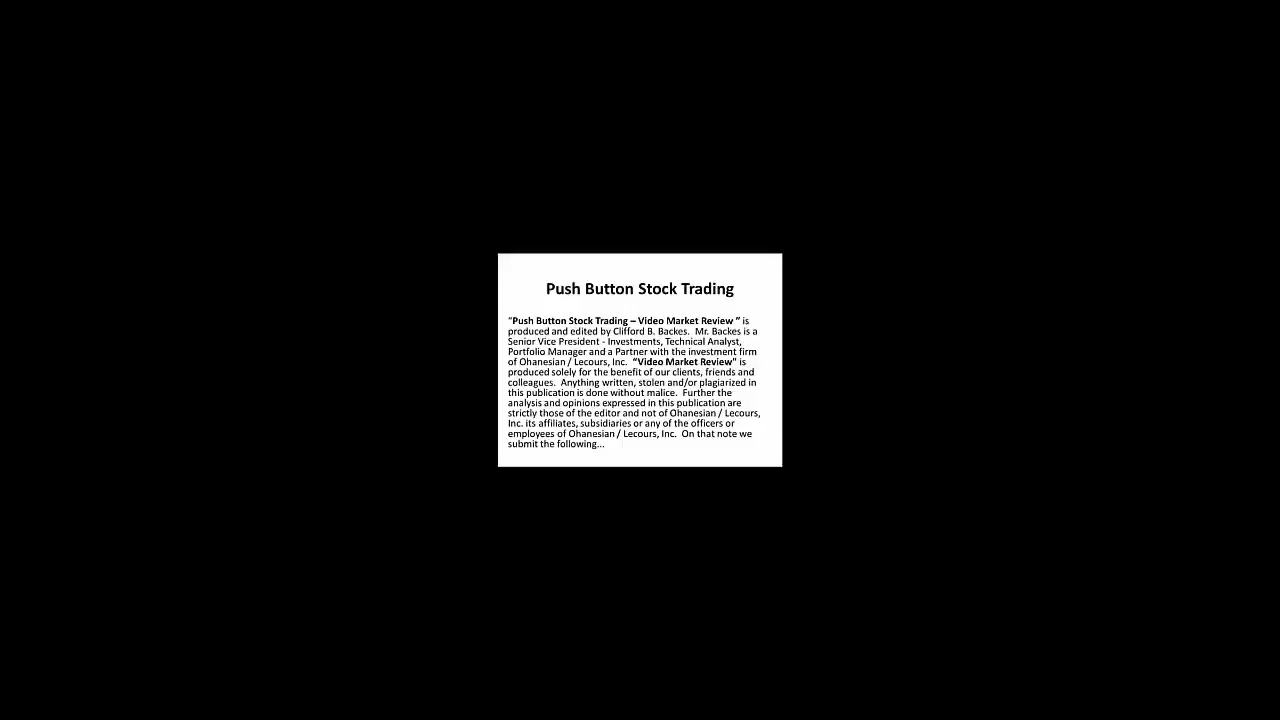 Push Button Stock Trading
“Push Button Stock Trading – Video Market Review ” is
produced and edited by Clifford B. Backes.  Mr. Backes is a
Senior Vice President - Investments, Technical Analyst,
Portfolio Manager and a Partner with the investment firm
of Ohanesian / Lecours, Inc.  “Video Market Review” is
produced solely for the benefit of our clients, friends and
colleagues.  Anything written, stolen and/or plagiarized in
this publication is done without malice.  Further the
analysis and opinions expressed in this publication are
strictly those of the editor and not of Ohanesian / Lecours,
Inc. its affiliates, subsidiaries or any of the officers or
employees of Ohanesian / Lecours, Inc.  On that note we
submit the following...